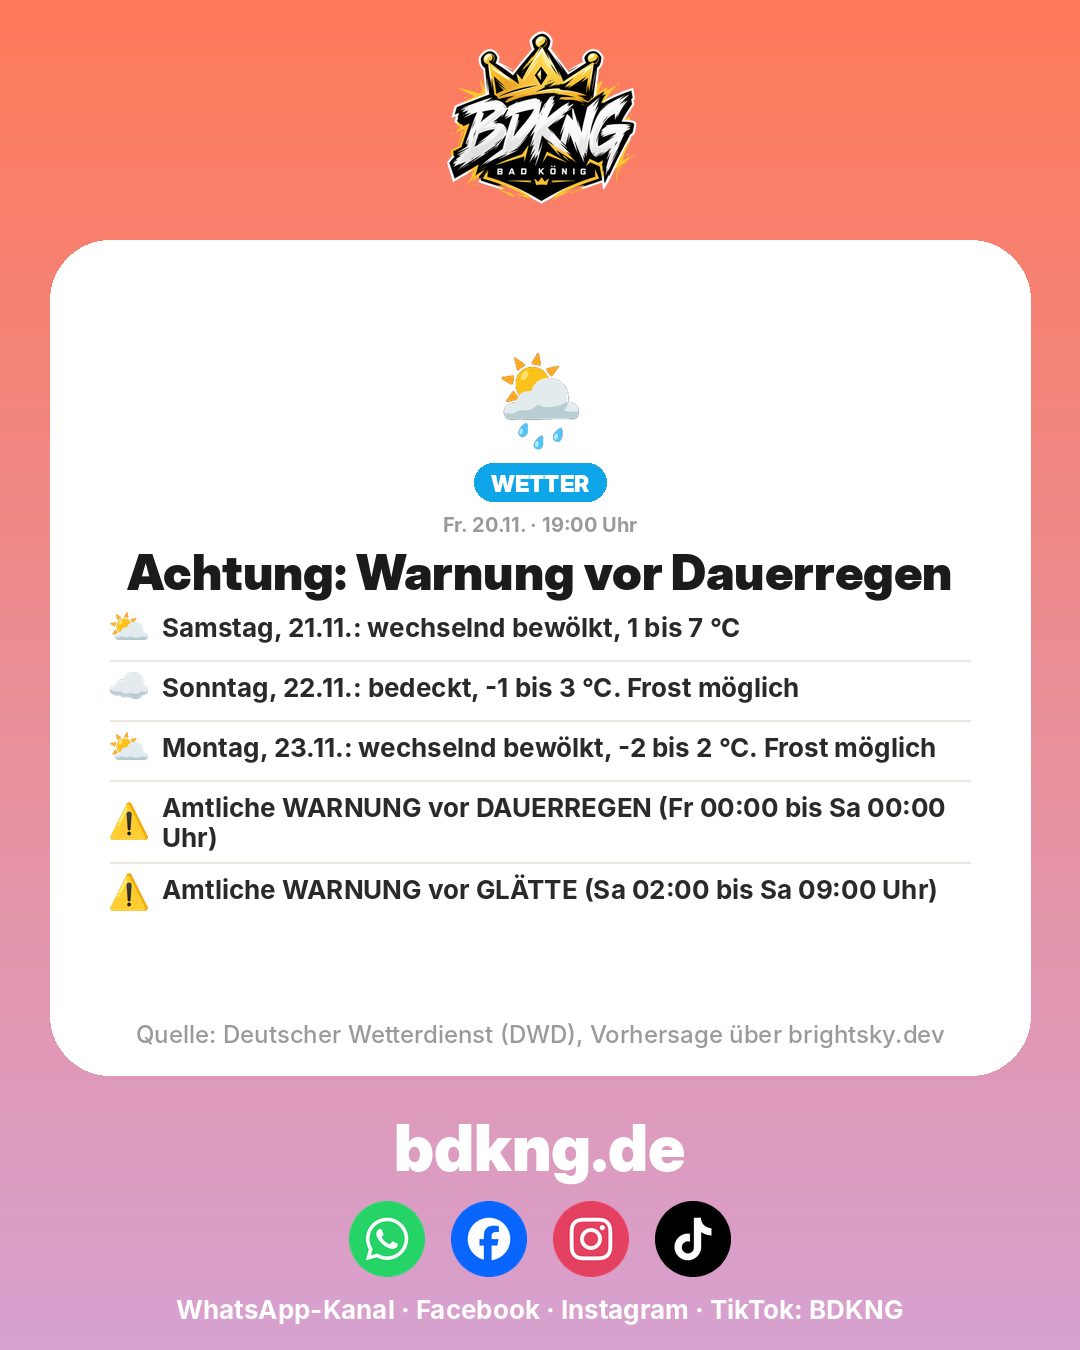 BDKNG
BAD KÖNIG
WETTER
Fr. 20.11. · 19:00 Uhr
Achtung: Warnung vor Dauerregen
Samstag, 21.11.: wechselnd bewölkt, 1 bis 7 °C
Sonntag, 22.11.: bedeckt, -1 bis 3 °C. Frost möglich
Montag, 23.11.: wechselnd bewölkt, -2 bis 2 °C. Frost möglich
Amtliche WARNUNG vor DAUERREGEN (Fr 00:00 bis Sa 00:00
Uhr)
Amtliche WARNUNG vor GLÄTTE (Sa 02:00 bis Sa 09:00 Uhr)
Quelle: Deutscher Wetterdienst (DWD), Vorhersage über brightsky.dev
bdkng.de
WhatsApp-Kanal · Facebook · Instagram · TikTok: BDKNG